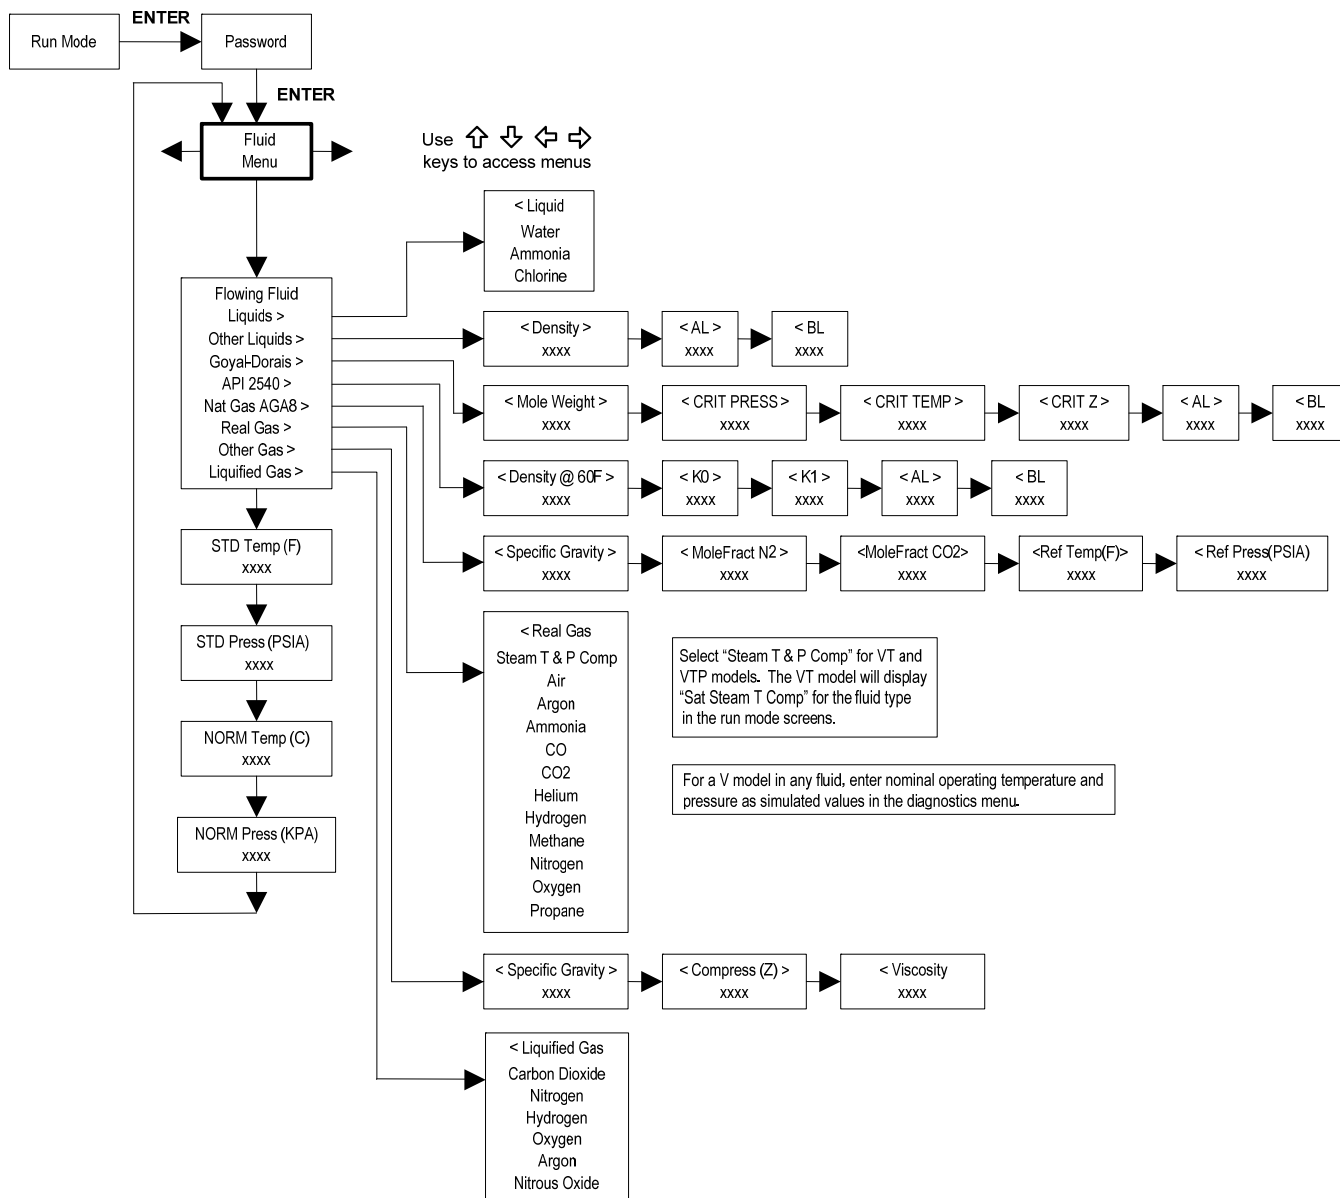 ENTER
Run Mode
Password
ENTER
Fluid
Menu
Use
keys to access menus
< Liquid
Water
Ammonia
Chlorine
Flowing Fluid
Liquids >
Other Liquids >
Goyal-Dorais >
API 2540 >
Nat Gas AGA8 >
Real Gas >
Other Gas >
Liquified Gas >
< Density >
xxxx
< AL >
xxxx
< BL
xxxx
< Mole Weight >
xxxx
< CRIT PRESS >
xxxx
< CRIT TEMP >
xxxx
< CRIT Z >
xxxx
< AL >
xxxx
< BL
xxxx
< Density @ 60F >
xxxx
< K0 >
xxxx
< K1 >
xxxx
< AL >
xxxx
< BL
xxxx
STD Temp (F)
xxxx
< Specific Gravity >
xxxx
< MoleFract N2 >
xxxx
<MoleFract CO2>
xxxx
<Ref Temp(F)>
xxxx
< Ref Press(PSIA)
xxxx
STD Press (PSIA)
xxxx
NORM Temp (C)
xxxx
NORM Press (KPA)
xxxx
< Real Gas
Steam T & P Comp
Air
Argon
Ammonia
CO
CO2
Helium
Hydrogen
Methane
Nitrogen
Oxygen
Propane
Select “Steam T & P Comp” for VT and
VTP models. The VT model will display
“Sat Steam T Comp” for the fluid type
in the run mode screens.
For a V model in any fluid, enter nominal operating temperature and
pressure as simulated values in the diagnostics menu.
< Specific Gravity >
xxxx
< Compress (Z) >
xxxx
< Viscosity
xxxx
< Liquified Gas
Carbon Dioxide
Nitrogen
Hydrogen
Oxygen
Argon
Nitrous Oxide